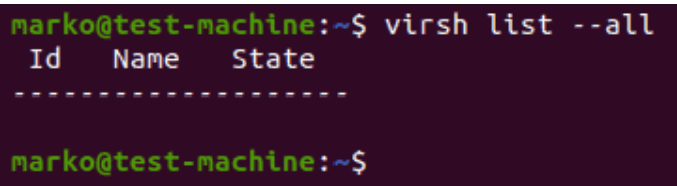 marko@test-machine:~$ virsh list --all
Id   Name   State
--------------------
marko@test-machine:~$